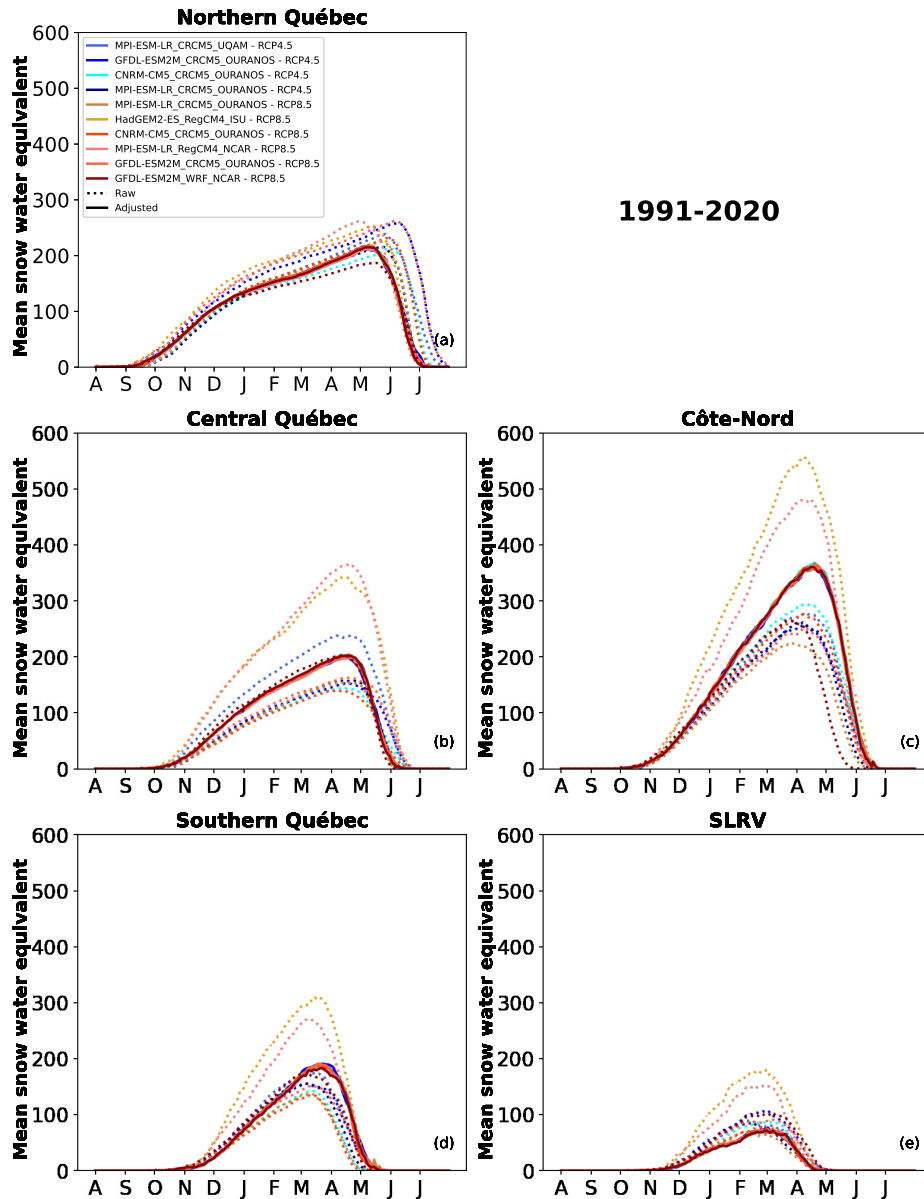 Northern Québec
Mean snow water equivalent
600
500
400
300
200
100
0
MPI-ESM-LR_CRCM5_UQAM - RCP4.5
GFDL-ESM2M_CRCM5_OURANOS - RCP4.5
CNRM-CM5_CRCM5_OURANOS - RCP4.5
MPI-ESM-LR_CRCM5_OURANOS - RCP4.5
MPI-ESM-LR_CRCM5_OURANOS - RCP8.5
HadGEM2-ES_RegCM4_ISU - RCP8.5
CNRM-CM5_CRCM5_OURANOS - RCP8.5
MPI-ESM-LR_RegCM4_NCAR - RCP8.5
GFDL-ESM2M_CRCM5_OURANOS - RCP8.5
GFDL-ESM2M_WRF_NCAR - RCP8.5
Raw
Adjusted
(a)
A S O N D J F M A M J J
1991-2020
Central Québec
Mean snow water equivalent
600
500
400
300
200
100
0
(b)
A S O N D J F M A M J J
Côte-Nord
Mean snow water equivalent
600
500
400
300
200
100
0
(c)
A S O N D J F M A M J J
Southern Québec
Mean snow water equivalent
600
500
400
300
200
100
0
(d)
A S O N D J F M A M J J
SLRV
Mean snow water equivalent
600
500
400
300
200
100
0
(e)
A S O N D J F M A M J J